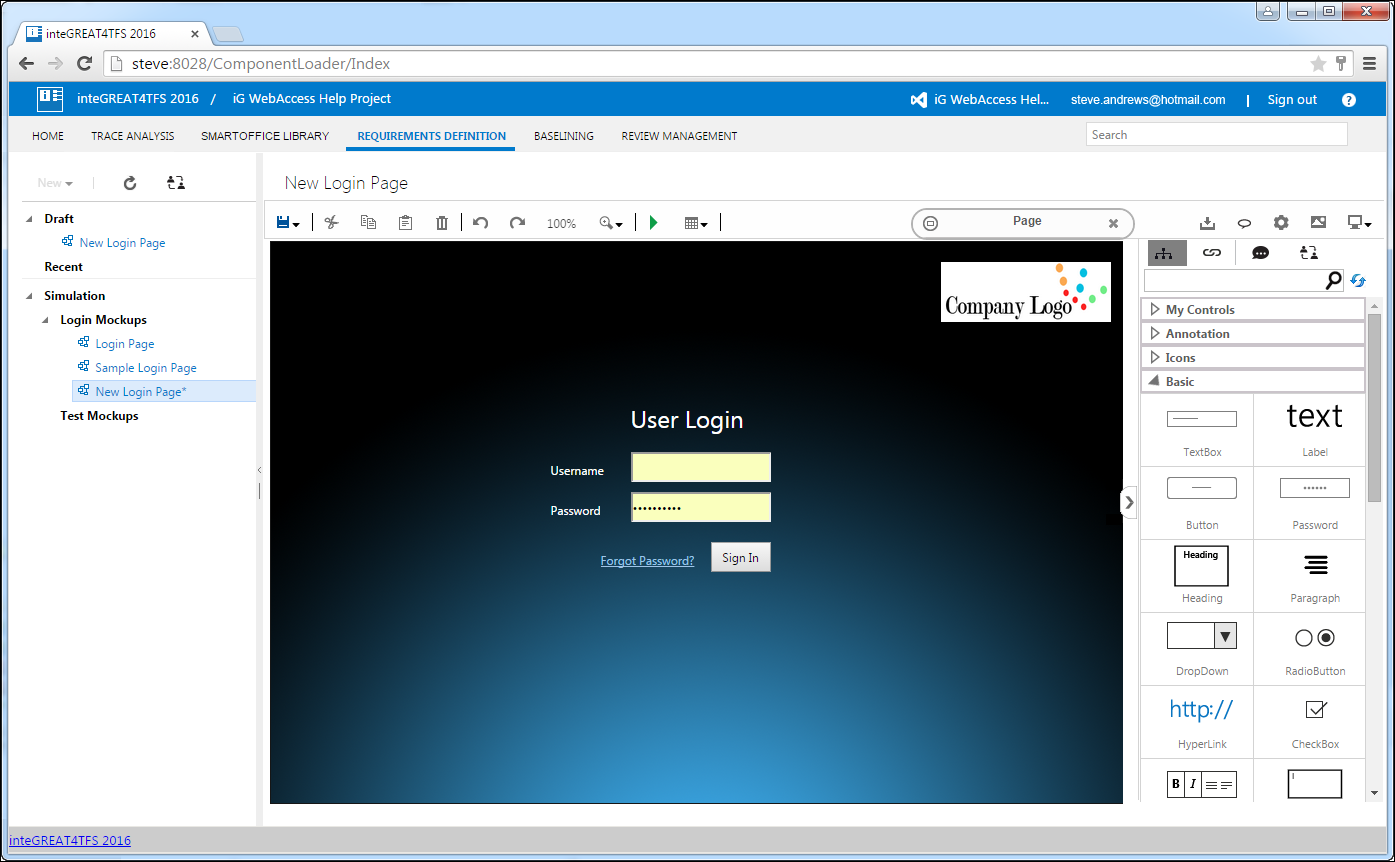 inteGREAT4TFS 2016
steve:8028/ComponentLoader/Index
inteGREAT4TFS 2016 / iG WebAccess Help Project iG WebAccess Hel... steve.andrews@hotmail.com | Sign out ?
HOME TRACE ANALYSIS SMARTOFFICE LIBRARY REQUIREMENTS DEFINITION BASELINING REVIEW MANAGEMENT Search
New
Draft
New Login Page
Recent
Simulation
Login Mockups
Login Page
Sample Login Page
New Login Page*
Test Mockups
New Login Page
100% Page
Company Logo
User Login
Username
Password ••••••••••
Forgot Password? Sign In
My Controls
Annotation
Icons
Basic
text
TextBox Label
Button Password
Heading
Heading Paragraph
DropDown RadioButton
http://
HyperLink CheckBox
B I
inteGREAT4TFS 2016